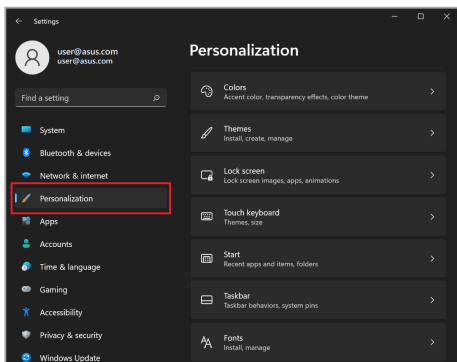 Settings
user@asus.com
user@asus.com
Find a setting
System
Bluetooth & devices
Network & internet
Personalization
Apps
Accounts
Time & language
Gaming
Accessibility
Privacy & security
Windows Update
Personalization
Colors
Accent color, transparency effects, color theme
Themes
Install, create, manage
Lock screen
Lock screen images, apps, animations
Touch keyboard
Themes, size
Start
Recent apps and items, folders
Taskbar
Taskbar behaviors, system pins
Fonts
Install, manage